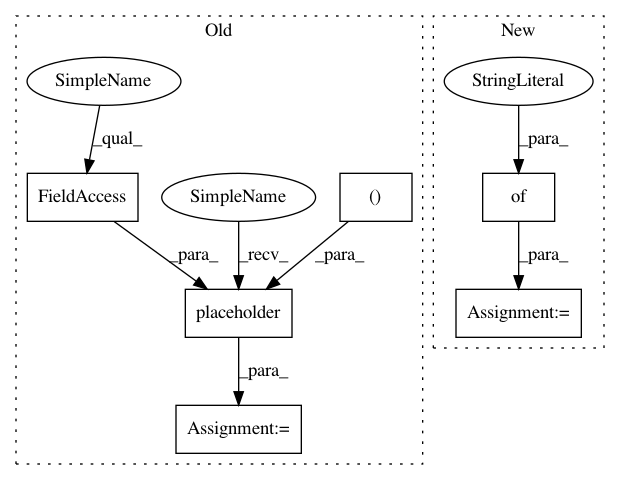 Old
New
SimpleName
StringLiteral
_qual_
_para_
FieldAccess
SimpleName
()
of
_para_
_recv_
_para_
_para_
placeholder
Assignment:=
_para_
Assignment:=